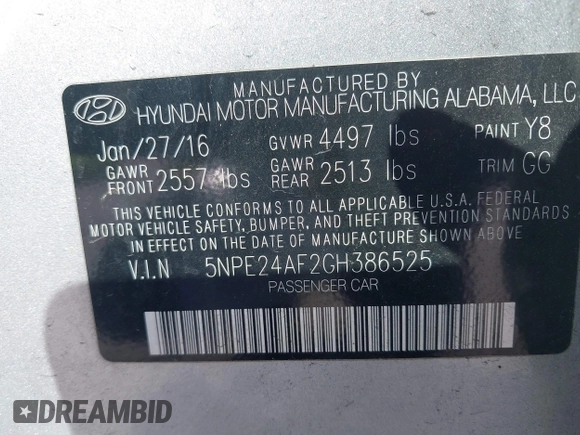 MANUFACTURED BY
HYUNDAI MOTOR MANUFACTURING ALABAMA, LLC
Jan/27/16 GVWR 4497 lbs PAINT Y8
GAWR FRONT 2557 lbs GAWR REAR 2513 lbs TRIM GG
THIS VEHICLE CONFORMS TO ALL APPLICABLE U.S.A. FEDERAL
MOTOR VEHICLE SAFETY, BUMPER, AND THEFT PREVENTION STANDARDS
IN EFFECT ON THE DATE OF MANUFACTURE SHOWN ABOVE
V.I.N 5NPE24AF2GH386525
PASSENGER CAR
DREAMBID